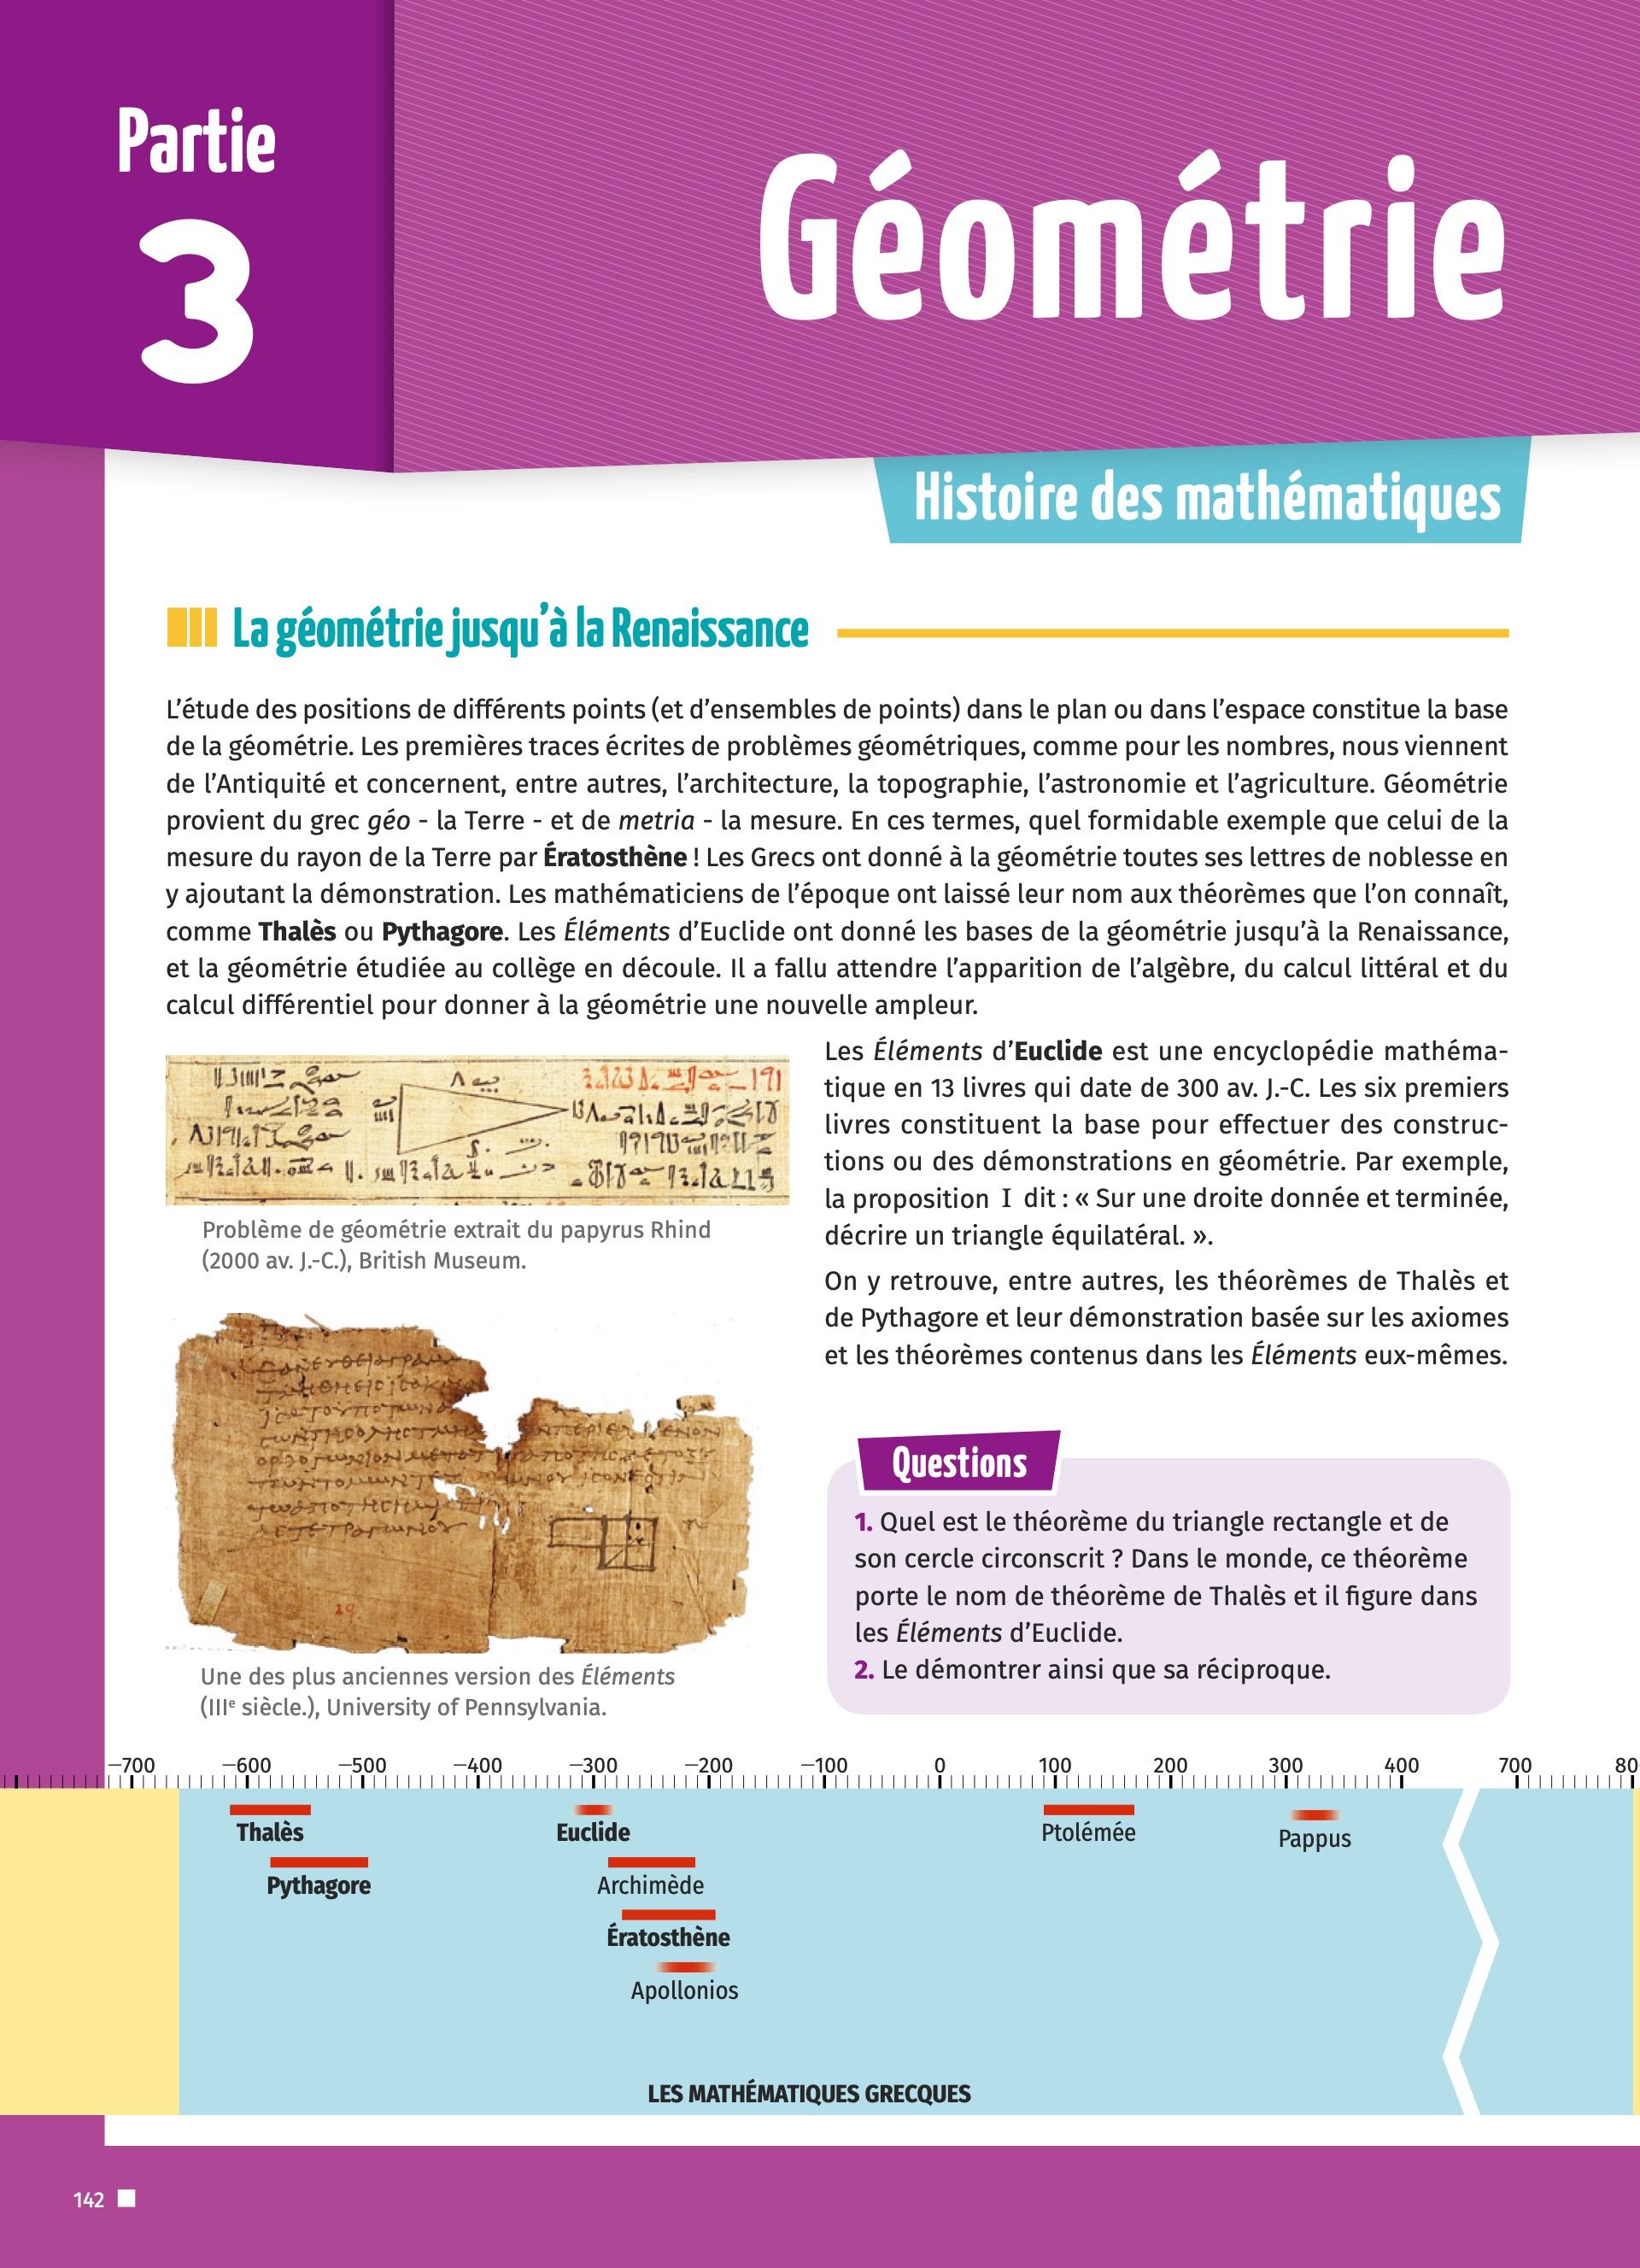 Partie
3
Géométrie
Histoire des mathématiques
La géométrie jusqu’à la Renaissance
L’étude des positions de différents points (et d’ensembles de points) dans le plan ou dans l’espace constitue la base
de la géométrie. Les premières traces écrites de problèmes géométriques, comme pour les nombres, nous viennent
de l’Antiquité et concernent, entre autres, l’architecture, la topographie, l’astronomie et l’agriculture. Géométrie
provient du grec géo - la Terre - et de metria - la mesure. En ces termes, quel formidable exemple que celui de la
mesure du rayon de la Terre par Ératosthène ! Les Grecs ont donné à la géométrie toutes ses lettres de noblesse en
y ajoutant la démonstration. Les mathématiciens de l’époque ont laissé leur nom aux théorèmes que l’on connaît,
comme Thalès ou Pythagore. Les Éléments d’Euclide ont donné les bases de la géométrie jusqu’à la Renaissance,
et la géométrie étudiée au collège en découle. Il a fallu attendre l’apparition de l’algèbre, du calcul littéral et du
calcul différentiel pour donner à la géométrie une nouvelle ampleur.
Problème de géométrie extrait du papyrus Rhind
(2000 av. J.-C.), British Museum.
Une des plus anciennes version des Éléments
(IIIe siècle.), University of Pennsylvania.
Les Éléments d’Euclide est une encyclopédie mathéma-
tique en 13 livres qui date de 300 av. J.-C. Les six premiers
livres constituent la base pour effectuer des construc-
tions ou des démonstrations en géométrie. Par exemple,
la proposition I dit : « Sur une droite donnée et terminée,
décrire un triangle équilatéral. ».
On y retrouve, entre autres, les théorèmes de Thalès et
de Pythagore et leur démonstration basée sur les axiomes
et les théorèmes contenus dans les Éléments eux-mêmes.
Questions
1. Quel est le théorème du triangle rectangle et de
son cercle circonscrit ? Dans le monde, ce théorème
porte le nom de théorème de Thalès et il figure dans
les Éléments d’Euclide.
2. Le démontrer ainsi que sa réciproque.
–700 –600 –500 –400 –300 –200 –100 0 100 200 300 400 700 80
Thalès Euclide Ptolémée Pappus
Pythagore Archimède
Ératosthène
Apollonios
LES MATHÉMATIQUES GRECQUES
142